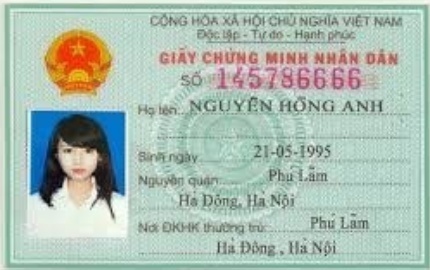 CỘNG HÒA XÃ HỘI CHỦ NGHĨA VIỆT NAM
Độc lập - Tự do - Hạnh phúc
GIẤY CHỨNG MINH NHÂN DÂN
SỐ 145786666
Họ tên NGUYỄN HỒNG ANH
Sinh ngày 21-05-1995
Nguyên quán Phú Lãm
Hà Đông, Hà Nội
Nơi ĐKHK thường trú Phú Lãm
Hà Đông , Hà Nội